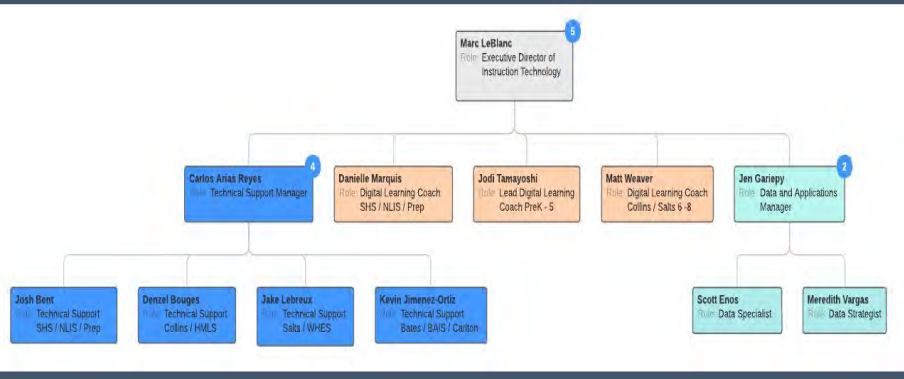 5
Marc LeBlanc
Role: Executive Director of
Instruction Technology
4
Carlos Arias Reyes
Role: Technical Support Manager
Danielle Marquis
Role: Digital Learning Coach
SHS / NLIS / Prep
Jodi Tamayoshi
Role: Lead Digital Learning
Coach PreK - 5
Matt Weaver
Role: Digital Learning Coach
Collins / Salts 6 -8
2
Jen Gariepy
Role: Data and Applications
Manager
Josh Bent
Role: Technical Support
SHS / NLIS / Prep
Denzel Bouges
Role: Technical Support
Collins / HMLS
Jake Lebreux
Role: Technical Support
Salts / WHES
Kevin Jimenez-Ortiz
Role: Technical Support
Bates / BAIS / Carlton
Scott Enos
Role: Data Specialist
Meredith Vargas
Role: Data Strategist